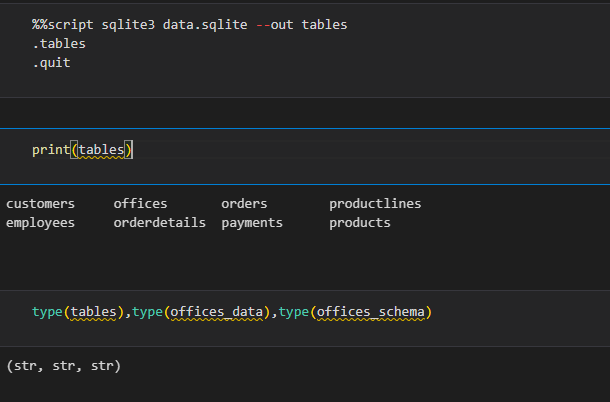 %%script sqlite3 data.sqlite --out tables
.tables
.quit
print(tables)
customers offices orders productlines
employees orderdetails payments products
type(tables),type(offices_data),type(offices_schema)
(str, str, str)